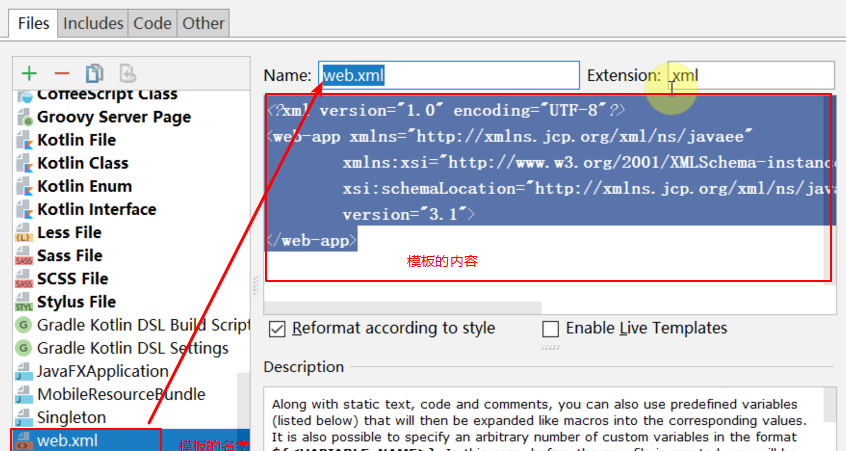 Files Includes Code Other
CoffeeScript Class
Groovy Server Page
Kotlin File
Kotlin Class
Kotlin Enum
Kotlin Interface
Less File
Sass File
SCSS File
Stylus File
Gradle Kotlin DSL Build Script
Gradle Kotlin DSL Settings
JavaFXApplication
MobileResourceBundle
Singleton
web.xml
模板的名
Name: web.xml Extension: xml
<?xml version="1.0" encoding="UTF-8"?>
<web-app xmlns="http://xmlns.jcp.org/xml/ns/javaee"
xmlns:xsi="http://www.w3.org/2001/XMLSchema-instance
xsi:schemaLocation="http://xmlns.jcp.org/xml/ns/java
version="3.1">
</web-app>
模板的内容
Reformat according to style Enable Live Templates
Description
Along with static text, code and comments, you can also use predefined variables
(listed below) that will then be expanded like macros into the corresponding values.
It is also possible to specify an arbitrary number of custom variables in the format